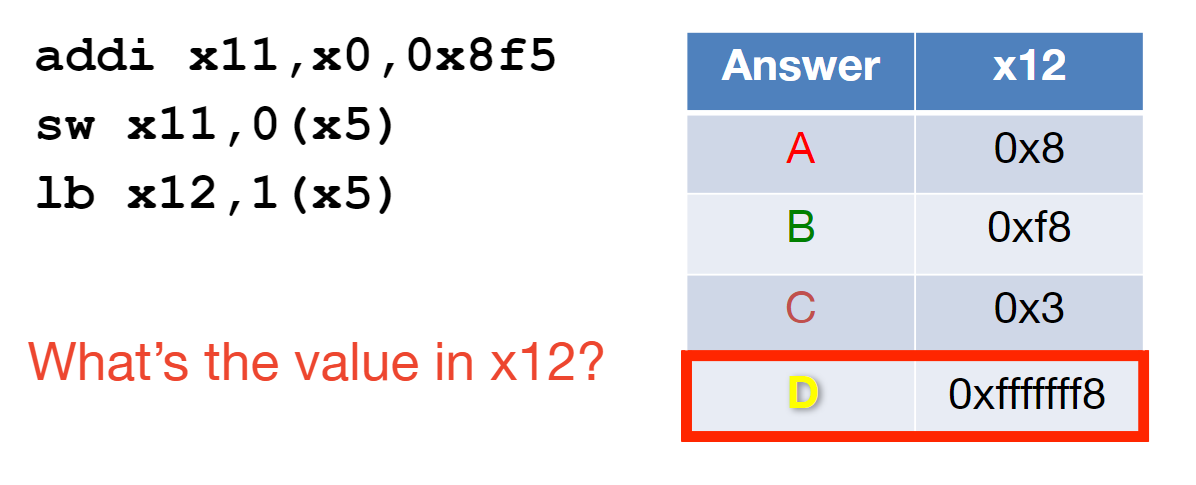 addi x11,x0,0x8f5
sw x11,0(x5)
lb x12,1(x5)
What's the value in x12?
Answer x12
A 0x8
B 0xf8
C 0x3
D 0xfffffff8